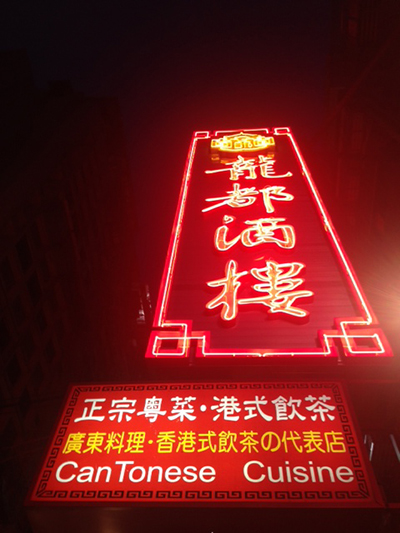 龍都酒樓
正宗粵菜·港式飲茶
廣東料理·香港式飲茶の代表店
CanTonese Cuisine